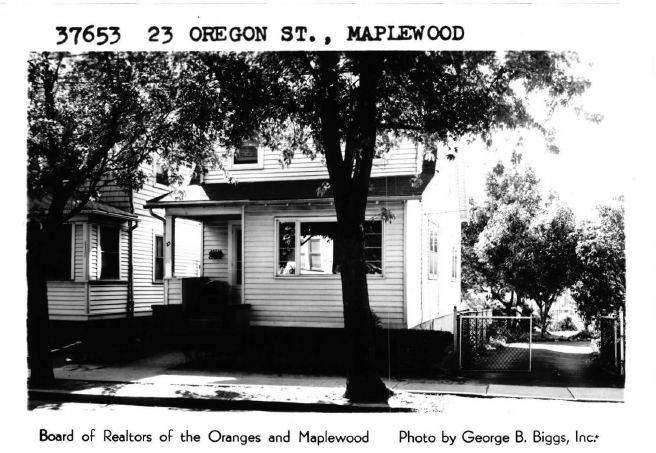 37653 23 OREGON ST., MAPLEWOOD
Board of Realtors of the Oranges and Maplewood Photo by George B. Biggs, Inc.